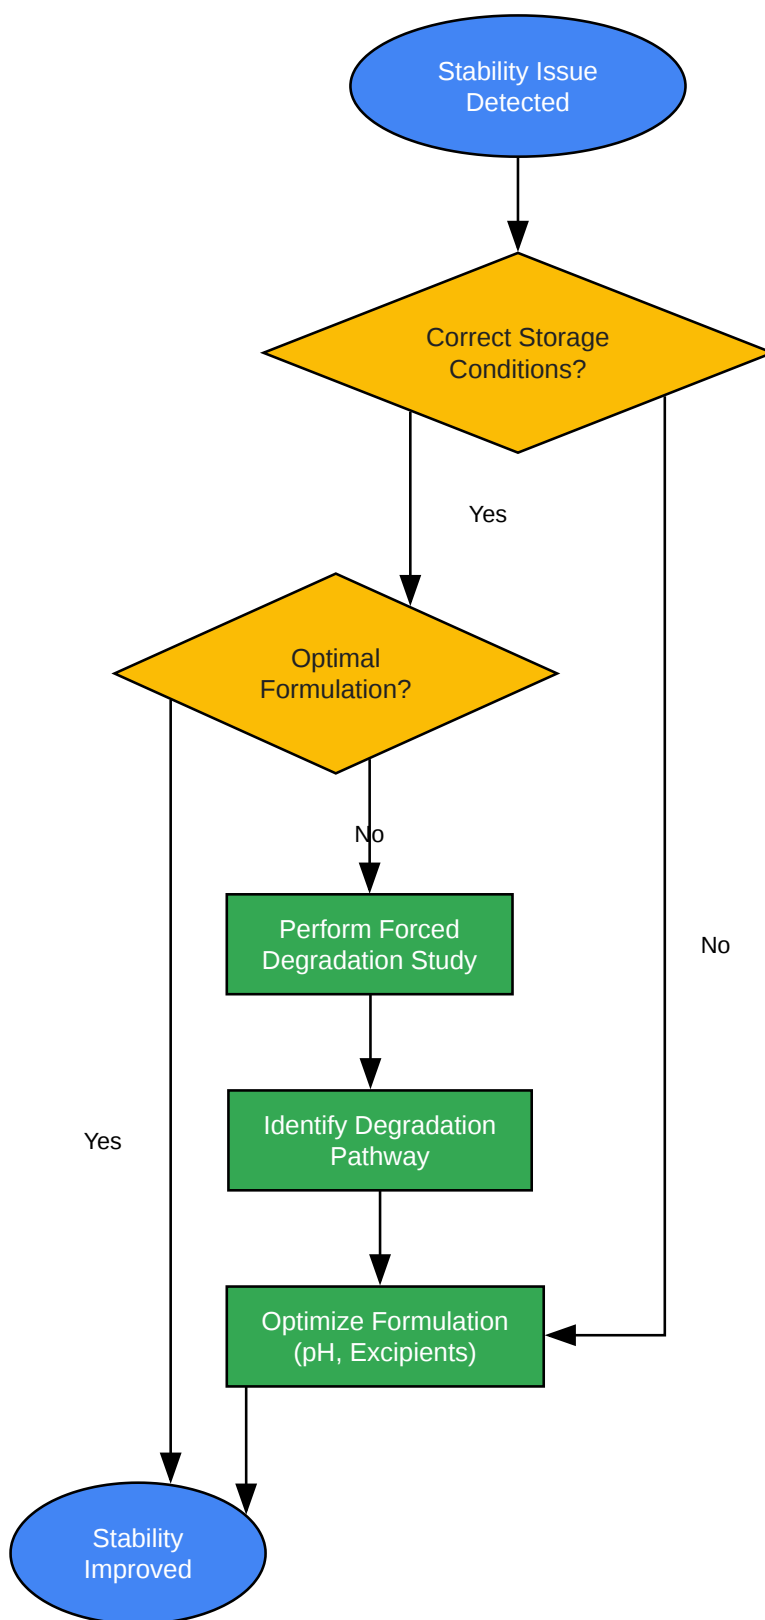 Stability Issue
Detected
Correct Storage
Conditions?
Yes
Optimal
Formulation?
No
Perform Forced
Degradation Study
No
Identify Degradation
Pathway
Yes
Optimize Formulation
(pH, Excipients)
Stability
Improved